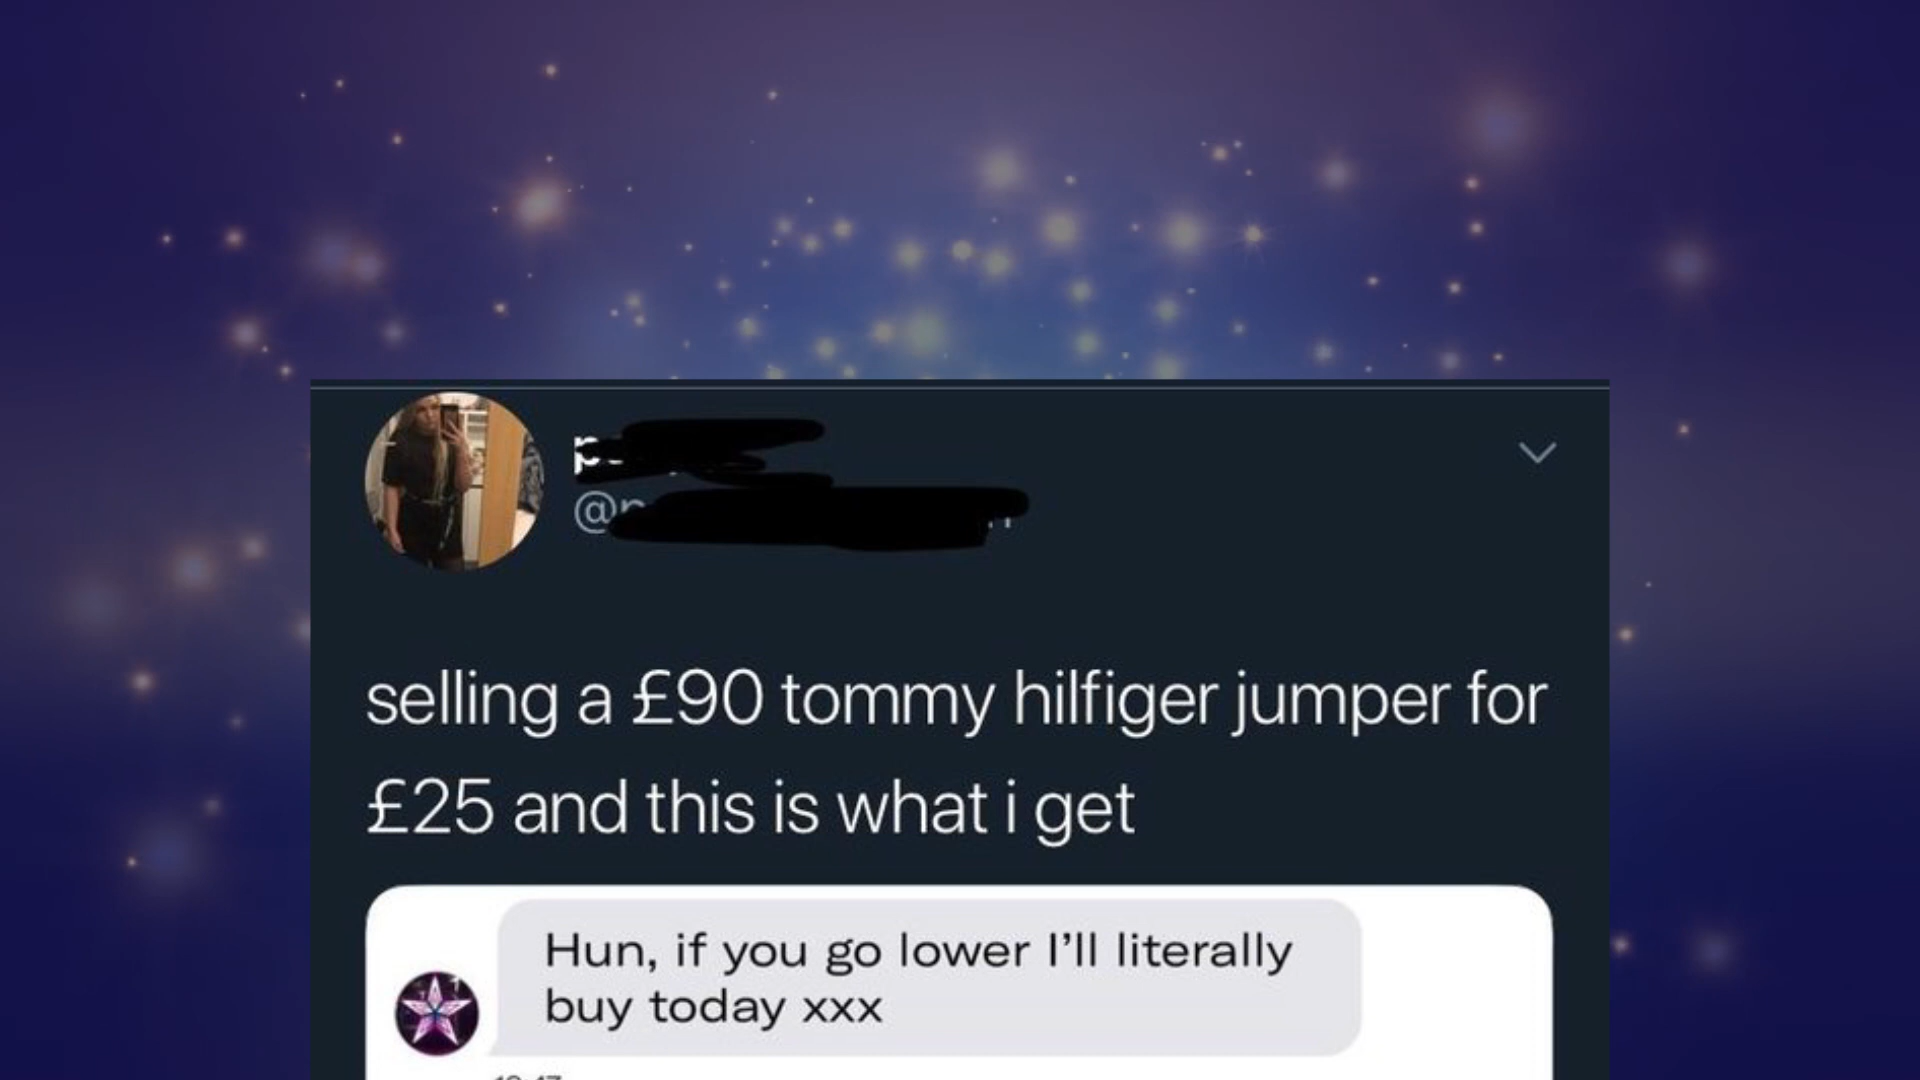 selling a £90 tommy hilfiger jumper for
£25 and this is what i get
Hun, if you go lower I'll literally
buy today xxx